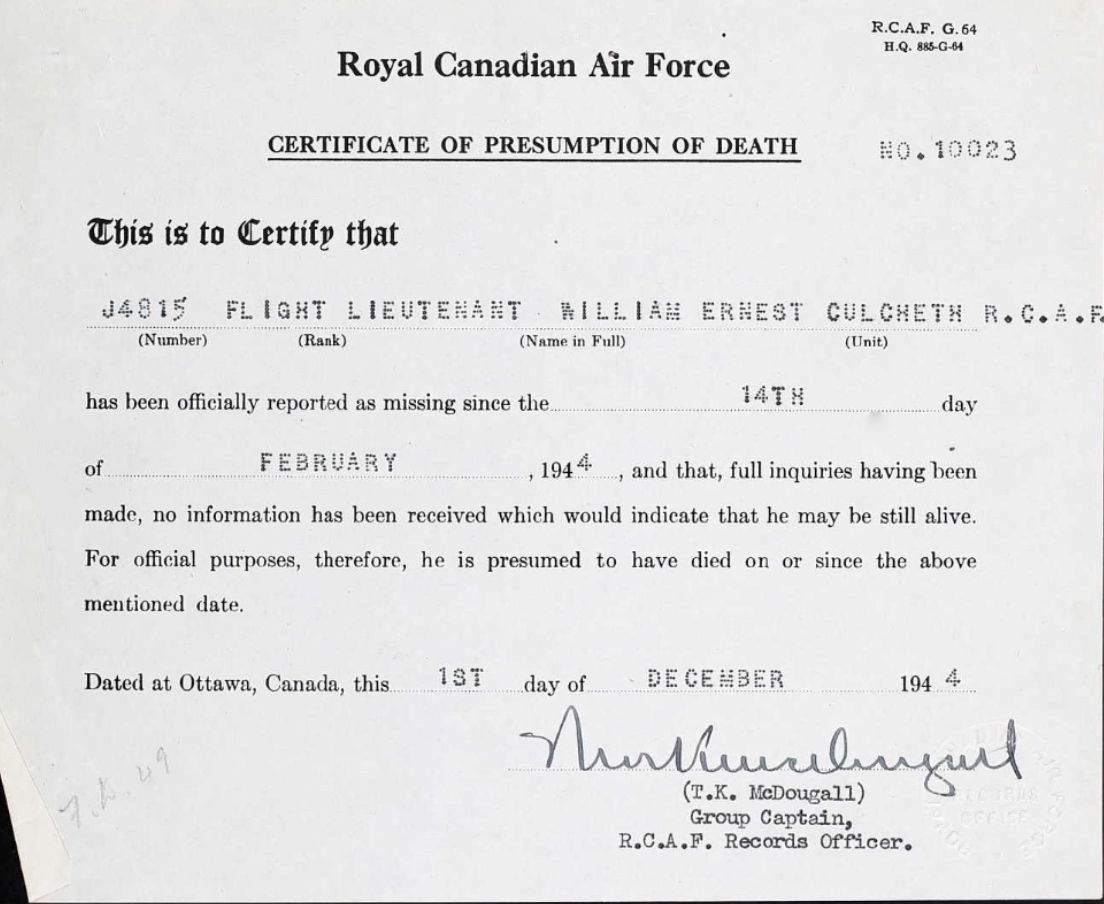 R.C.A.F. G. 64
H.Q. 885-G-64
Royal Canadian Air Force
CERTIFICATE OF PRESUMPTION OF DEATH NO.10023
This is to Certify that
J4815 FLIGHT LIEUTENANT WILLIAM ERNEST CULCHETH R.C.A.F.
(Number) (Rank) (Name in Full) (Unit)
has been officially reported as missing since the 14TH day
of FEBRUARY , 1944 , and that, full inquiries having been
made, no information has been received which would indicate that he may be still alive.
For official purposes, therefore, he is presumed to have died on or since the above
mentioned date.
Dated at Ottawa, Canada, this 1ST day of DECEMBER 1944
(T.K. McDougall)
Group Captain,
R.C.A.F. Records Officer.